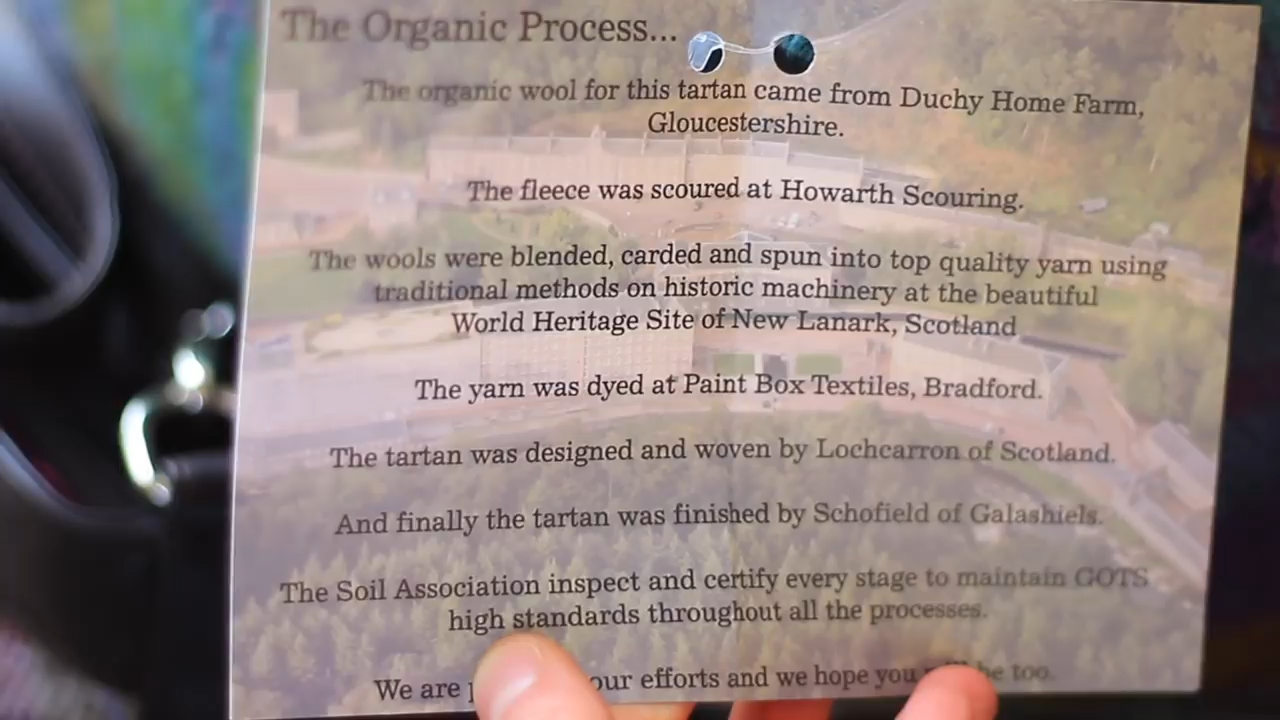 The Organic Process...
The organic wool for this tartan came from Duchy Home Farm,
Gloucestershire.
The fleece was scoured at Howarth Scouring.
The wools were blended, carded and spun into top quality yarn using
traditional methods on historic machinery at the beautiful
World Heritage Site of New Lanark, Scotland
The yarn was dyed at Paint Box Textiles, Bradford.
The tartan was designed and woven by Lochcarron of Scotland.
And finally the tartan was finished by Schofield of Galashiels.
The Soil Association inspect and certify every stage to maintain GOTS
high standards throughout all the processes.
We are our efforts and we hope you be too.